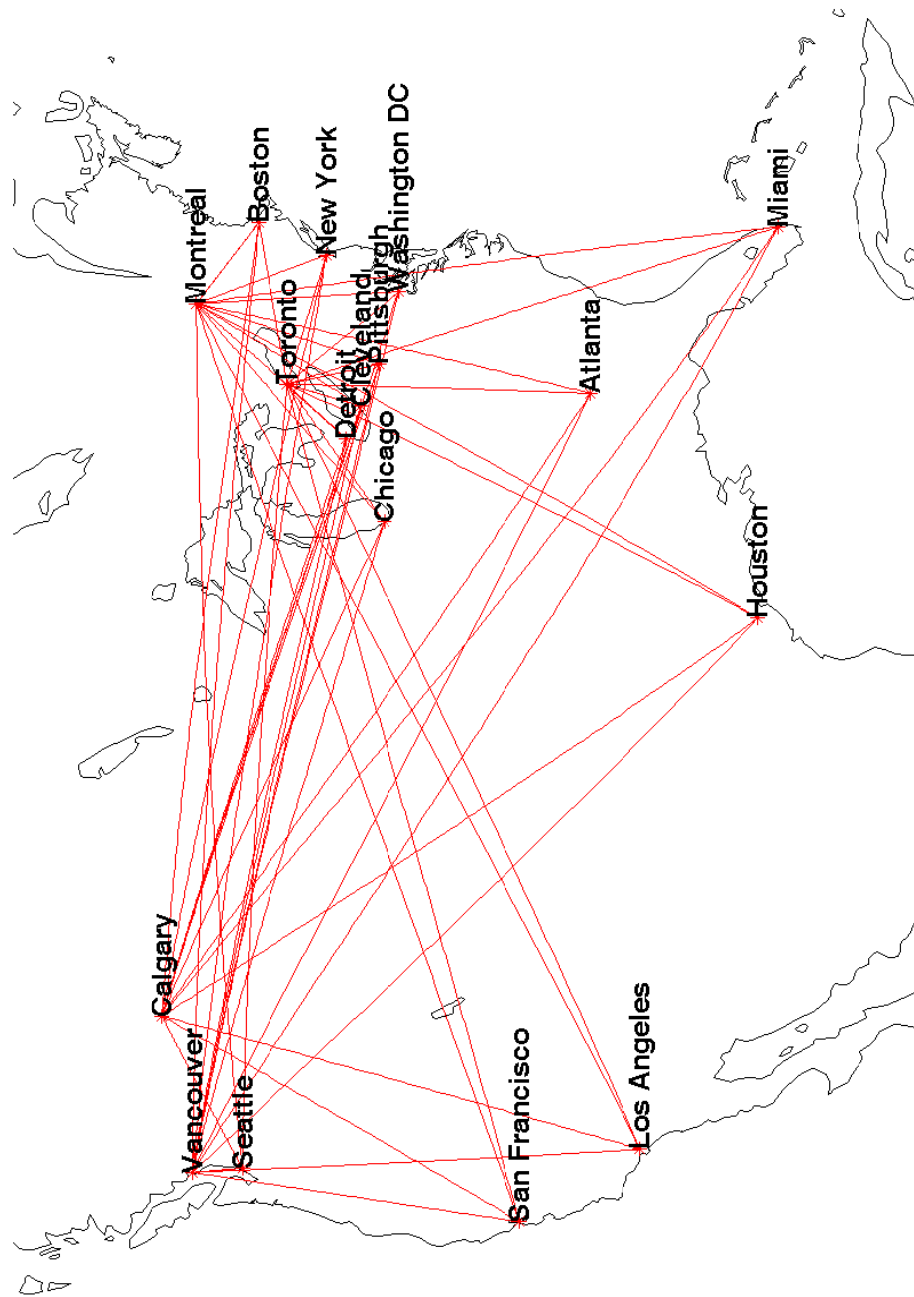 Vancouver
Seattle
Calgary
San Francisco
Los Angeles
Houston
Chicago
Detroit
Cleveland
Pittsburgh
Toronto
Atlanta
Montreal
Boston
New York
Washington DC
Miami